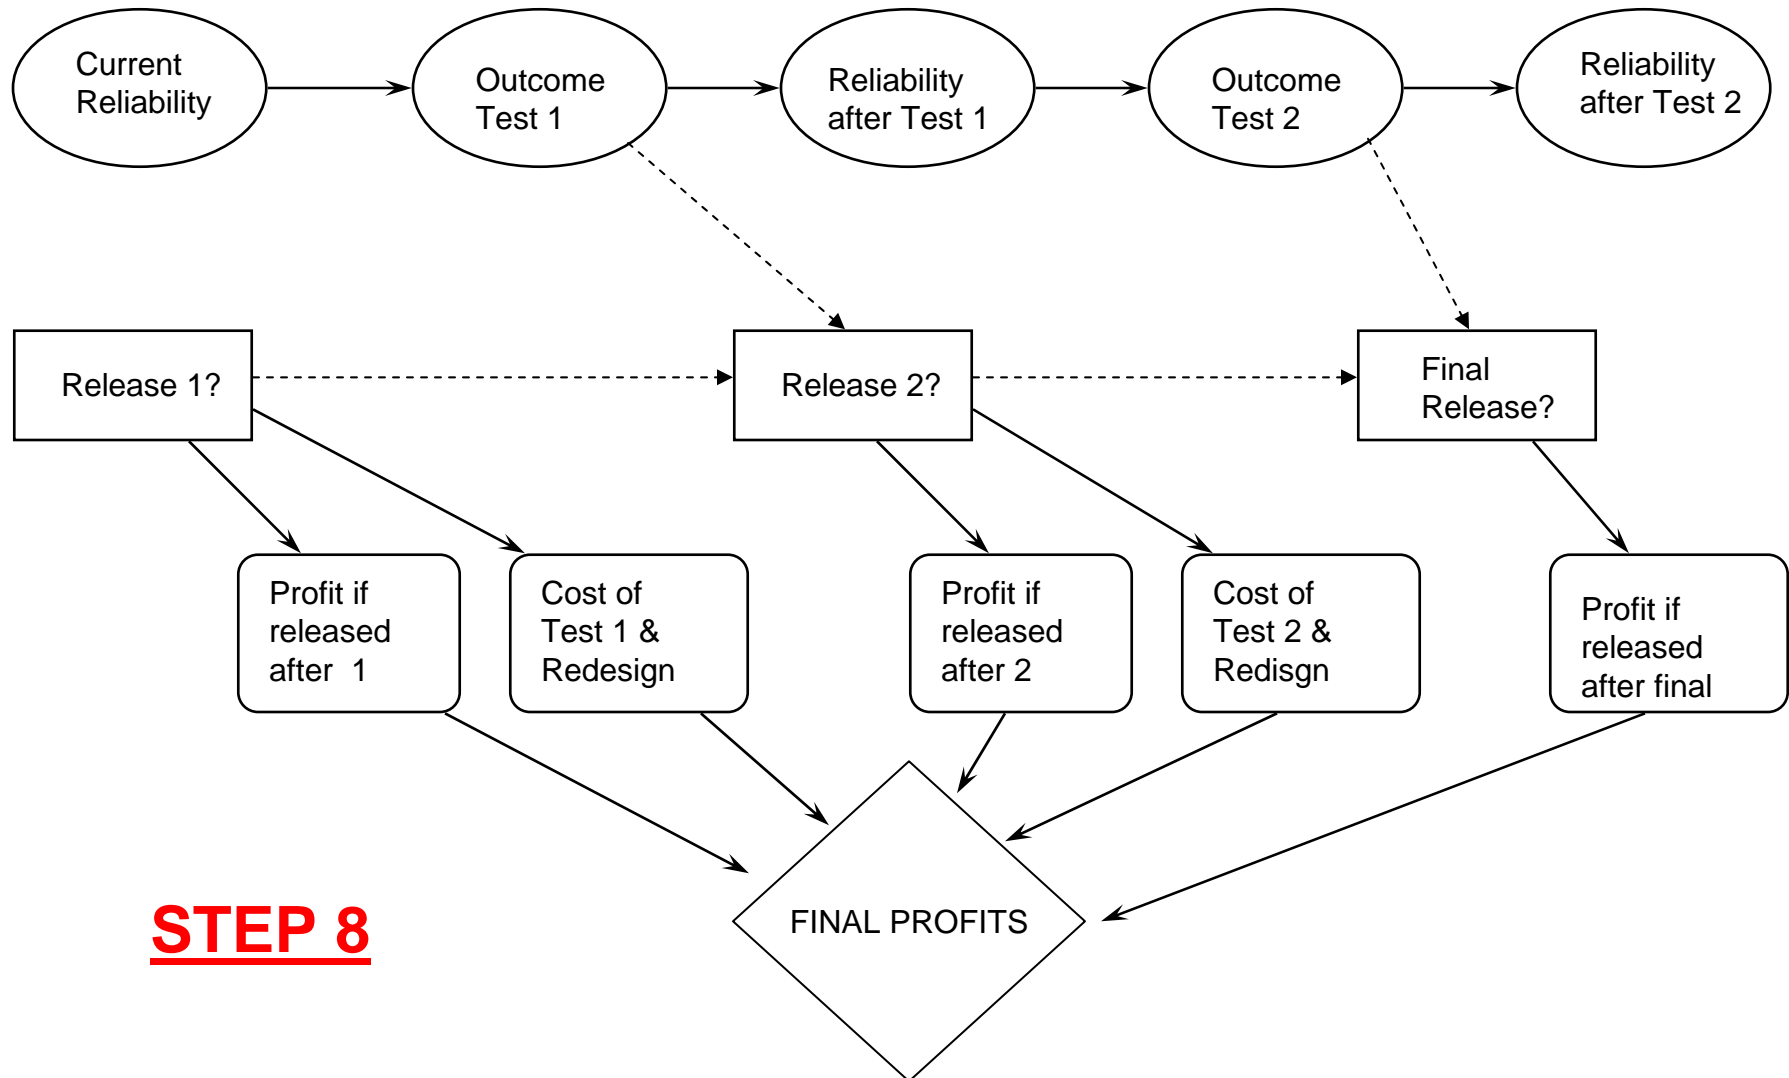 Current
Reliability
Outcome
Test 1
Reliability
after Test 1
Outcome
Test 2
Reliability
after Test 2
Release 1?
Release 2?
Final
Release?
Profit if
released
after 1
Cost of
Test 1 &
Redesign
Profit if
released
after 2
Cost of
Test 2 &
Redisgn
Profit if
released
after final
FINAL PROFITS
STEP 8